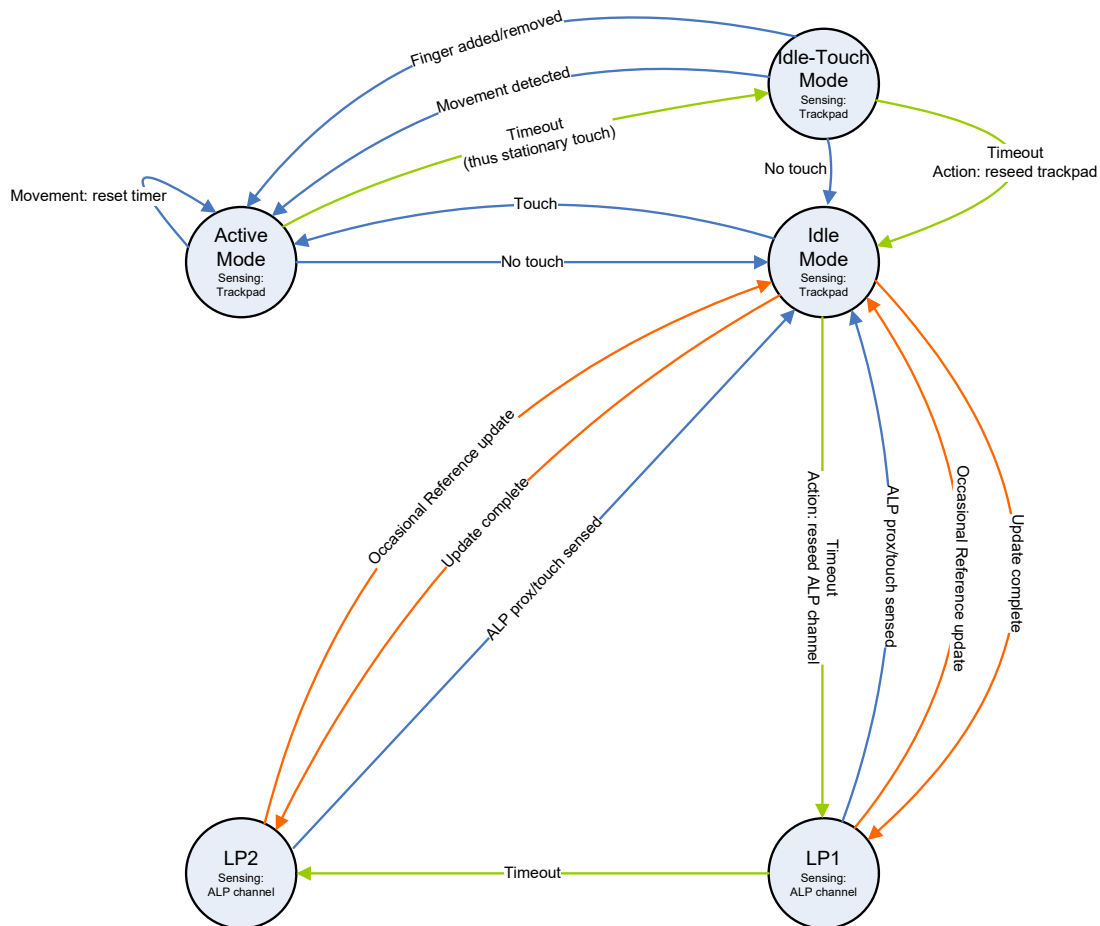 Finger added/removed
Idle-Touch
Mode
Sensing:
Trackpad
Movement detected
Timeout
(thus stationary touch)
Timeout
Action: reseed trackpad
No touch
Movement: reset timer
Touch
Active
Mode
Sensing:
Trackpad
No touch
Idle
Mode
Sensing:
Trackpad
Occasional Reference update
Update complete
ALP prox/touch sensed
Timeout
Action: reseed ALP channel
ALP prox/touch sensed
Occasional Reference update
Update complete
LP2
Sensing:
ALP channel
Timeout
LP1
Sensing:
ALP channel